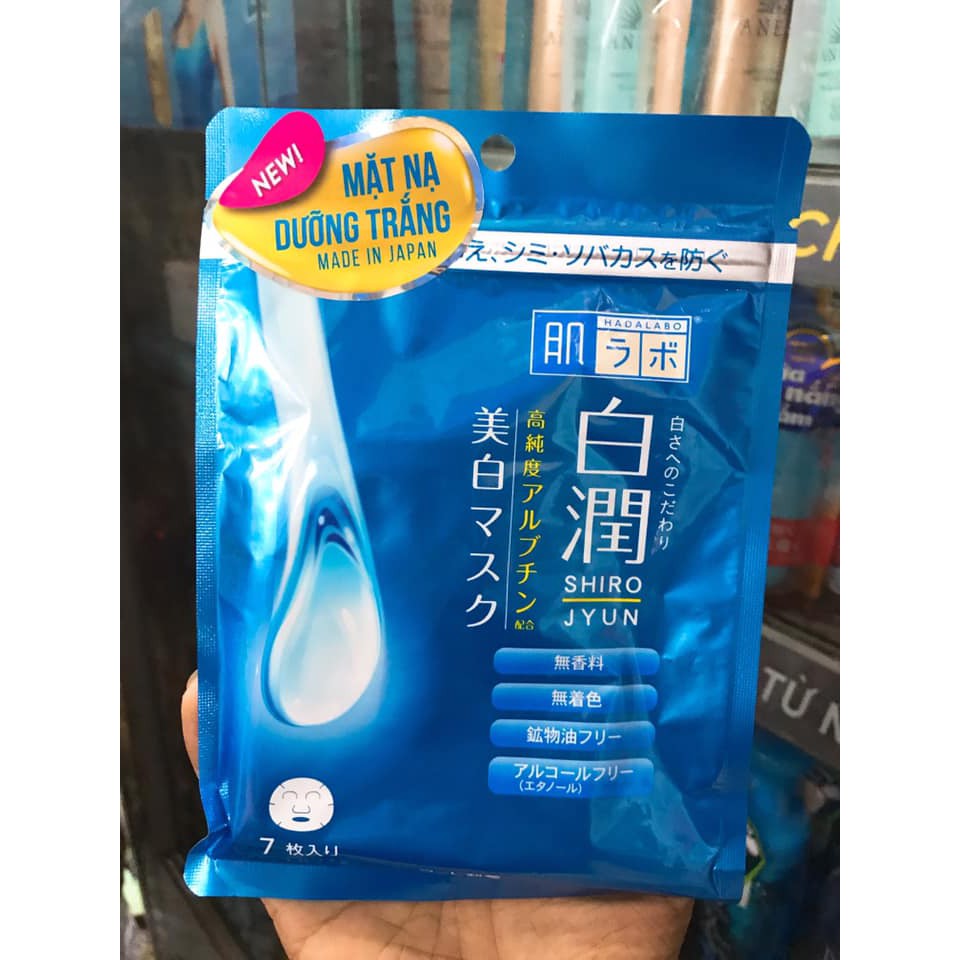 NEW!
MẶT NẠ
DƯỠNG TRẮNG
MADE IN JAPAN
え、シミ・ソバカスを防ぐ
HADALABO
肌ラボ
白さへのこだわり
白潤
SHIRO
JYUN
高純度アルブチン配合
美白マスク
無香料
無着色
鉱物油フリー
アルコールフリー
(エタノール)
7枚入り
TỪ N